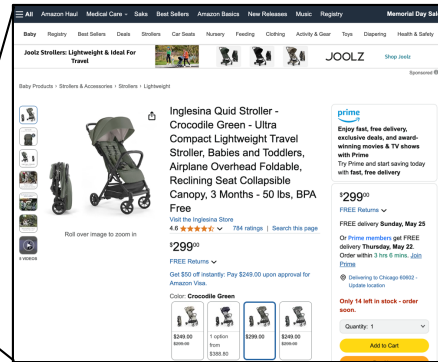 All
Amazon Haul
Medical Care
Saks
Best Sellers
Amazon Basics
New Releases
Music
Registry
Memorial Day Sal
Baby
Registry
Best Sellers
Deals
Strollers
Car Seats
Nursery
Feeding
Clothing
Activity & Gear
Toys
Diapering
Health & Safety
Joolz Strollers: Lightweight & Ideal For
Travel
JOOLZ
Shop Joolz
Sponsored
Baby Products › Strollers & Accessories › Strollers › Lightweight
6 VIDEOS
Roll over image to zoom in
Inglesina Quid Stroller -
Crocodile Green - Ultra
Compact Lightweight Travel
Stroller, Babies and Toddlers,
Airplane Overhead Foldable,
Reclining Seat Collapsible
Canopy, 3 Months - 50 lbs, BPA
Free
Visit the Inglesina Store
4.6
784 ratings | Search this page
$299⁰⁰
FREE Returns
Get $50 off instantly: Pay $249.00 upon approval for
Amazon Visa.
Color: Crocodile Green
$249.00
$299.00
1 option
from
$388.80
$299.00
$249.00
$299.00
prime
Enjoy fast, free delivery,
exclusive deals, and award-
winning movies & TV shows
with Prime
Try Prime and start saving today
with fast, free delivery
$299⁰⁰
FREE Returns
FREE delivery Sunday, May 25
Or Prime members get FREE
delivery Thursday, May 22.
Order within 3 hrs 6 mins. Join
Prime
Delivering to Chicago 60602 -
Update location
Only 14 left in stock - order
soon.
Quantity: 1
Add to Cart